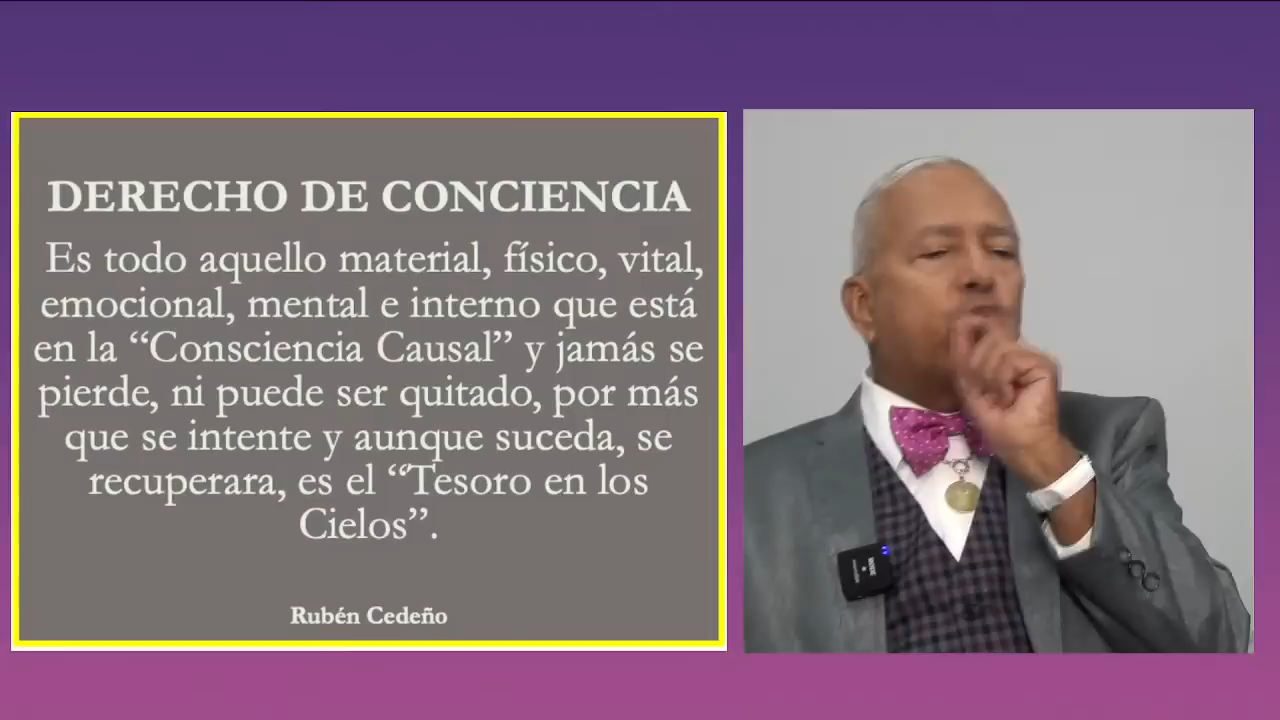 DERECHO DE CONCIENCIA
Es todo aquello material, físico, vital,
emocional, mental e interno que está
en la “Consciencia Causal” y jamás se
pierde, ni puede ser quitado, por más
que se intente y aunque suceda, se
recuperara, es el “Tesoro en los
Cielos”.
Rubén Cedeño